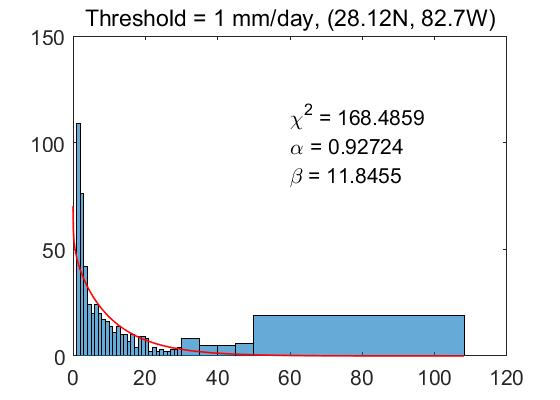 Threshold = 1 mm/day, (28.12N, 82.7W)
150
χ² = 168.4859
100
α = 0.92724
β = 11.8455
50
0
0 20 40 60 80 100 120